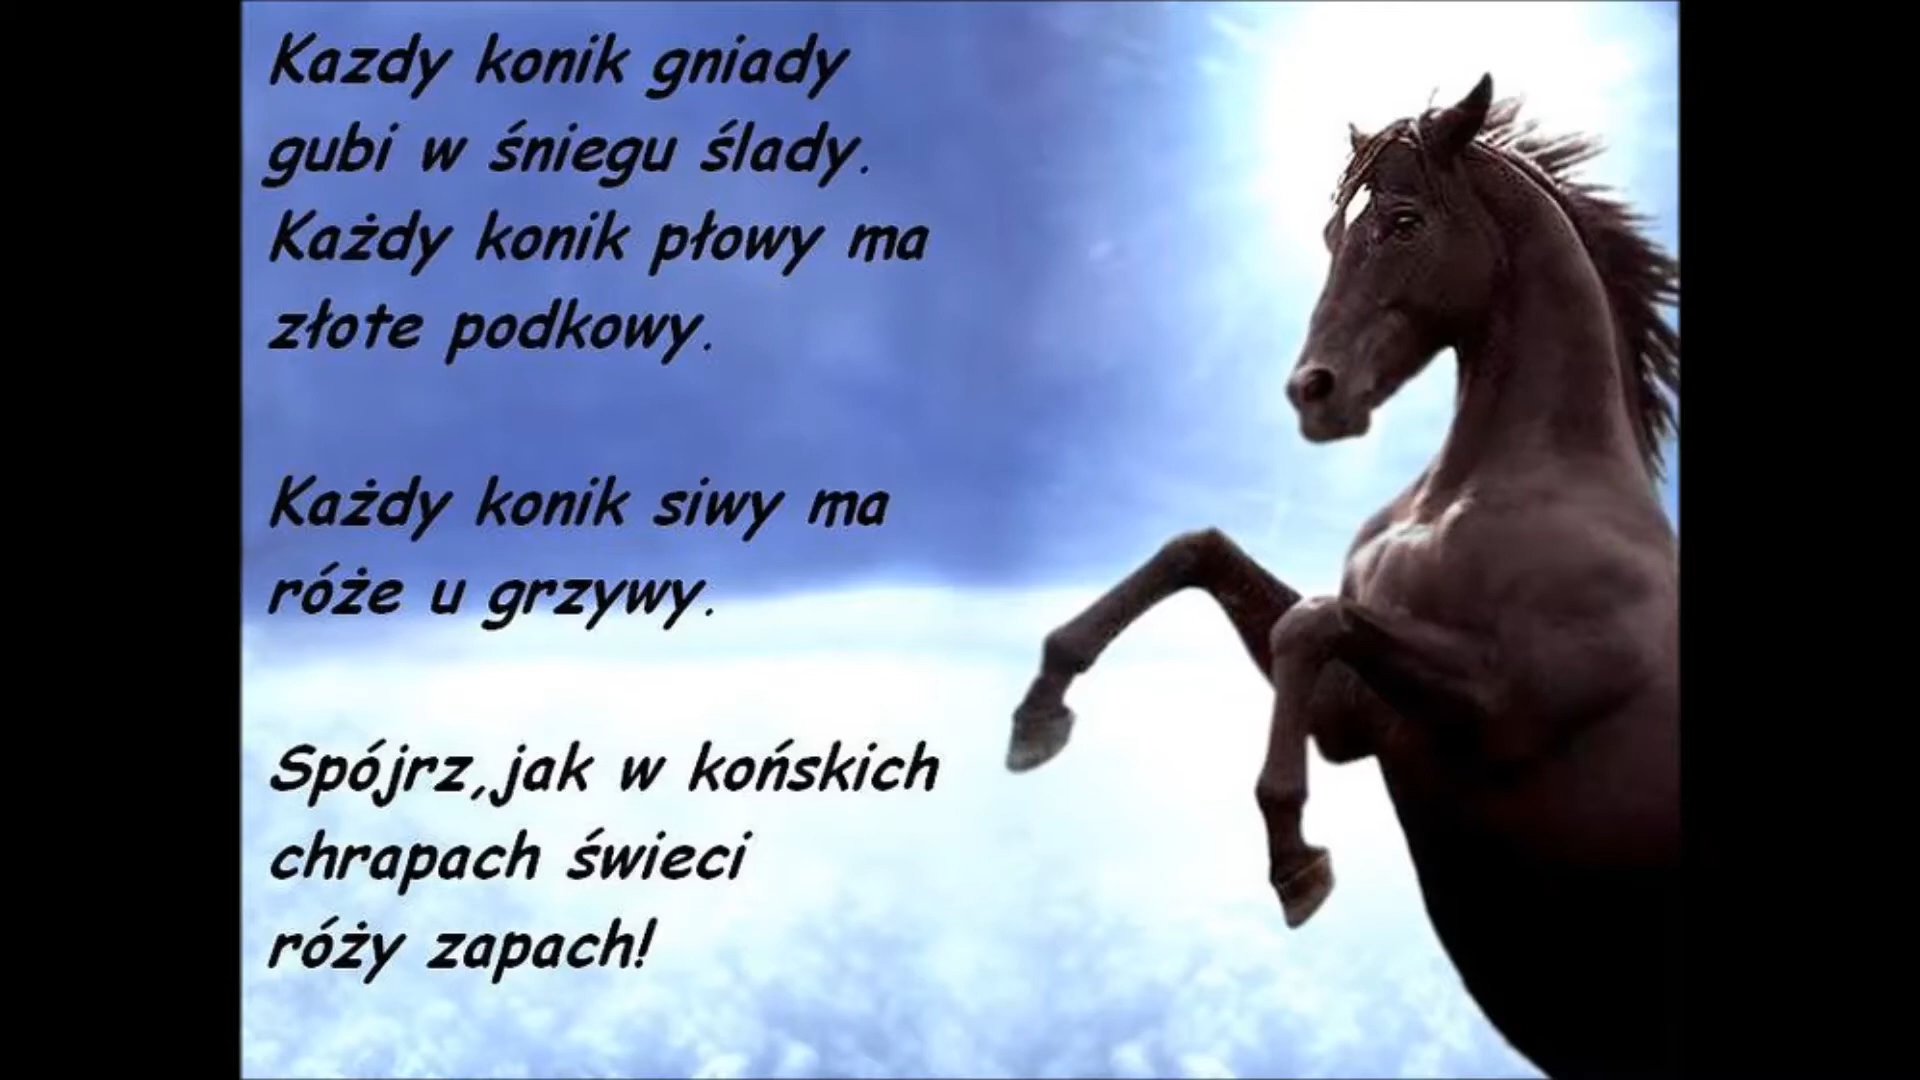 Kazdy konik gniady
gubi w śniegu ślady.
Każdy konik płowy ma
złote podkowy.
Każdy konik siwy ma
róże u grzywy.
Spójrz,jak w końskich
chrapach świeci
róży zapach!